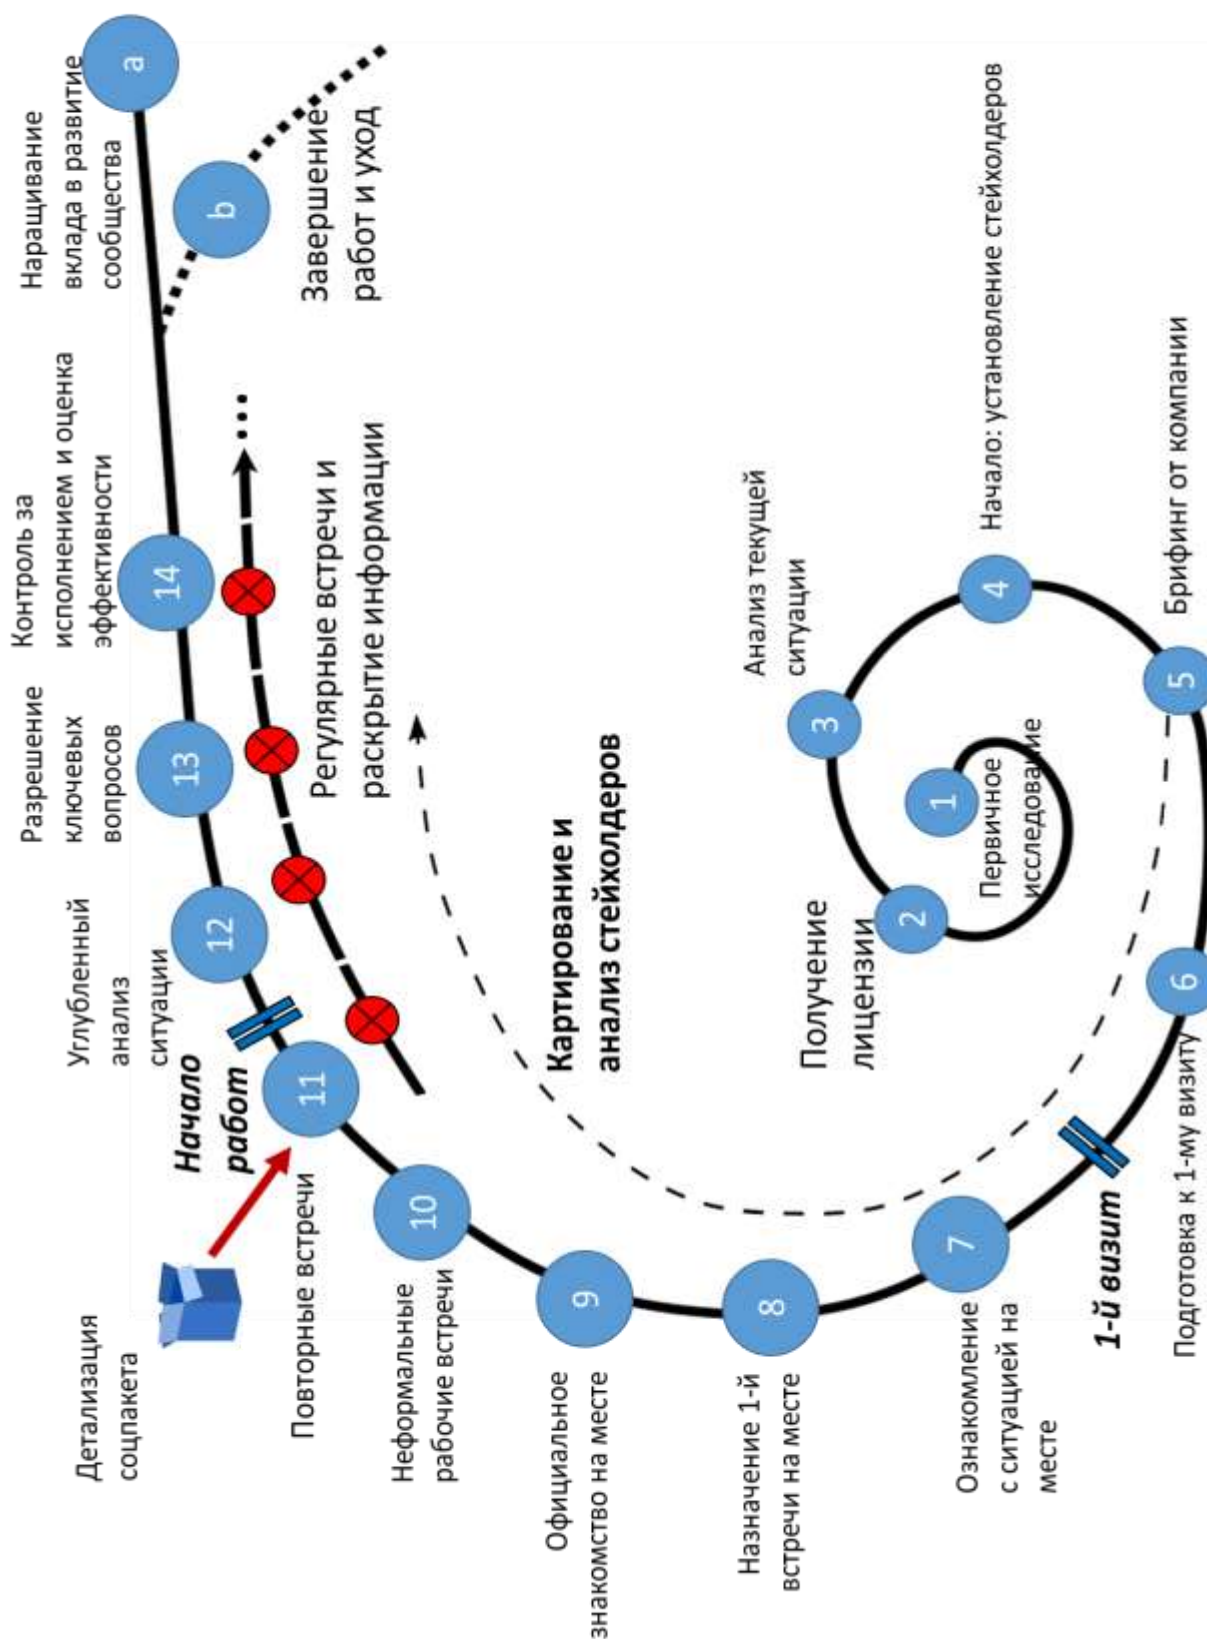 1
Первичное
исследование
2
Получение
лицензии
3
Анализ текущей
ситуации
4
Начало: установление стейхолдеров
5
Брифинг от компании
6
Подготовка к 1-му визиту
1-й визит
7
Ознакомление
с ситуацией на
месте
8
Назначение 1-й
встречи на месте
9
Официальное
знакомство на месте
10
Неформальные
рабочие встречи
11
Повторные встречи
Детализация
соцпакета
Начало
работ
12
Углубленный
анализ
ситуации
13
Разрешение
ключевых
вопросов
14
Контроль за
исполнением и оценка
эффективности
a
Наращивание
вклада в развитие
сообщества
b
Завершение
работ и уход
Регулярные встречи и
раскрытие информации
Картирование и
анализ стейхолдеров